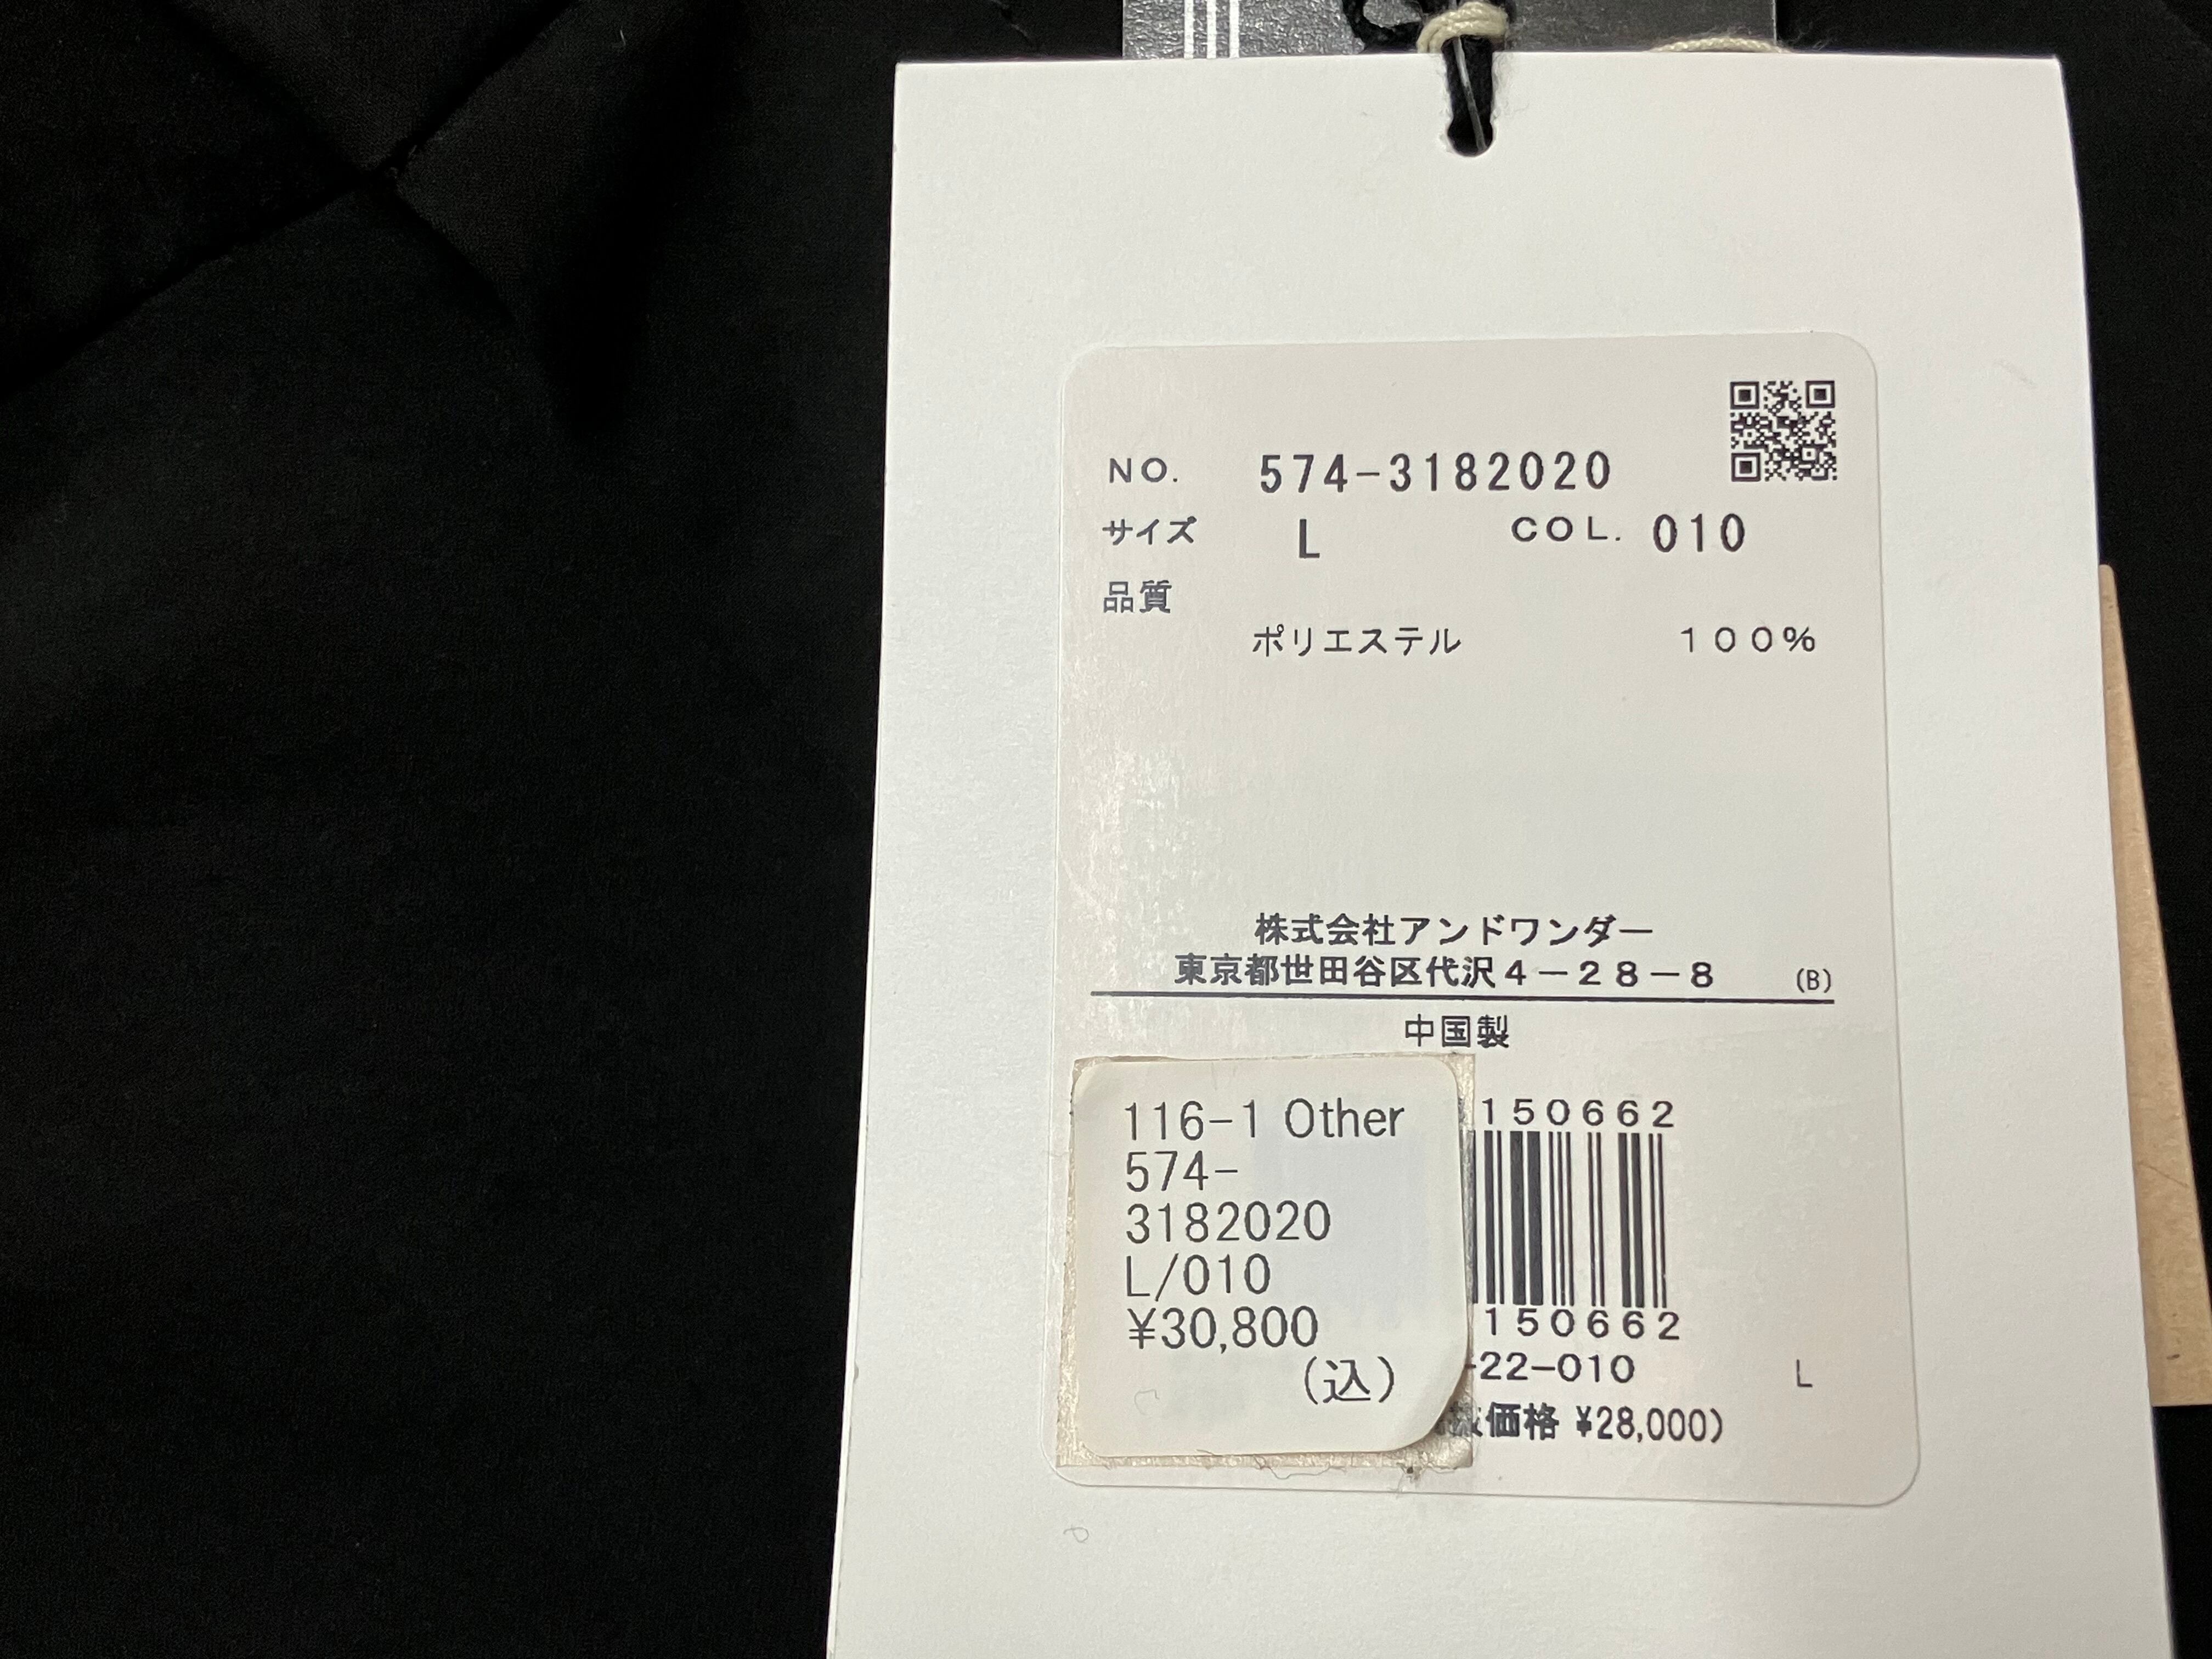 NO. 574-3182020
サイズ L COL. 010
品質
ポリエステル 100%
株式会社アンドワンダー
東京都世田谷区代沢4-28-8 (B)
中国製
116-1 Other
574-
3182020
L/010
¥30,800
(込)
150662
150662
-22-010 L
価格 ¥28,000)